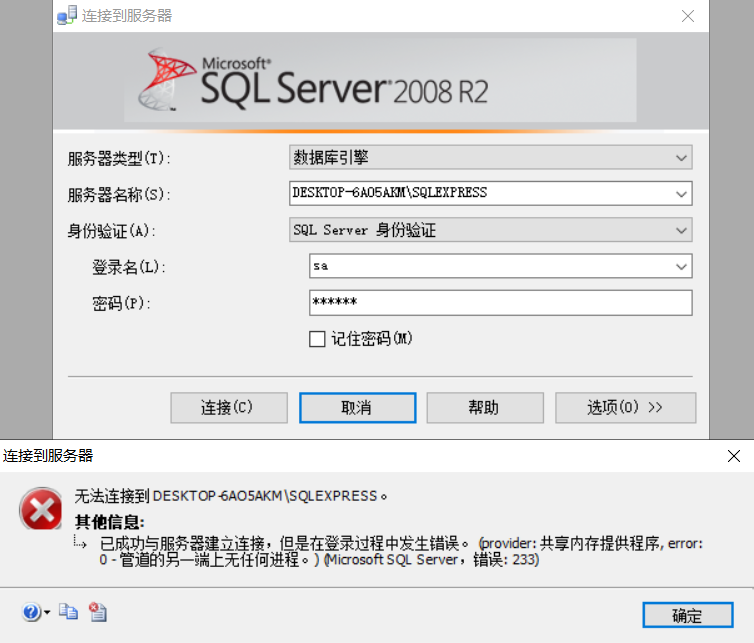 连接到服务器
Microsoft®
SQL Server® 2008 R2
服务器类型(T):
数据库引擎
服务器名称(S):
DESKTOP-6AO5AKM\SQLEXPRESS
身份验证(A):
SQL Server 身份验证
登录名(L):
sa
密码(P):
******
记住密码(M)
连接(C)
取消
帮助
选项(O) >>
连接到服务器
无法连接到 DESKTOP-6AO5AKM\SQLEXPRESS。
其他信息:
已成功与服务器建立连接，但是在登录过程中发生错误。 (provider: 共享内存提供程序, error:
0 - 管道的另一端上无任何进程。) (Microsoft SQL Server，错误: 233)
确定